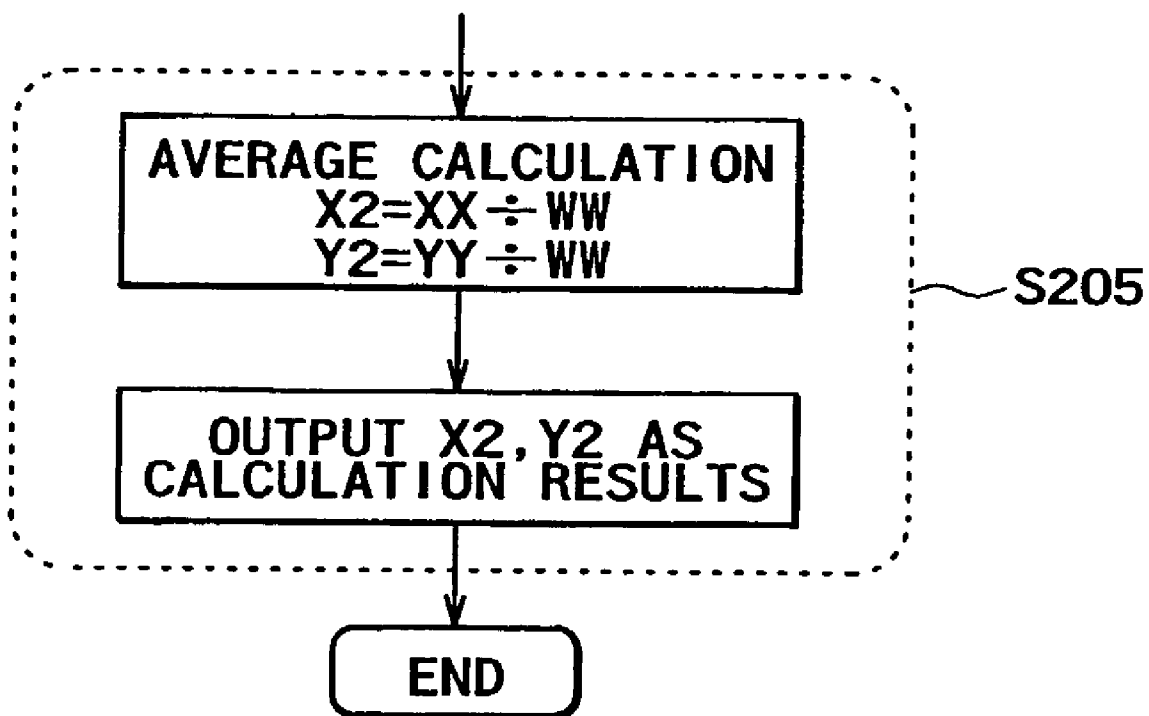 AVERAGE CALCULATION
X2=XX÷WW
Y2=YY÷WW
S205
OUTPUT X2,Y2 AS
CALCULATION RESULTS
END